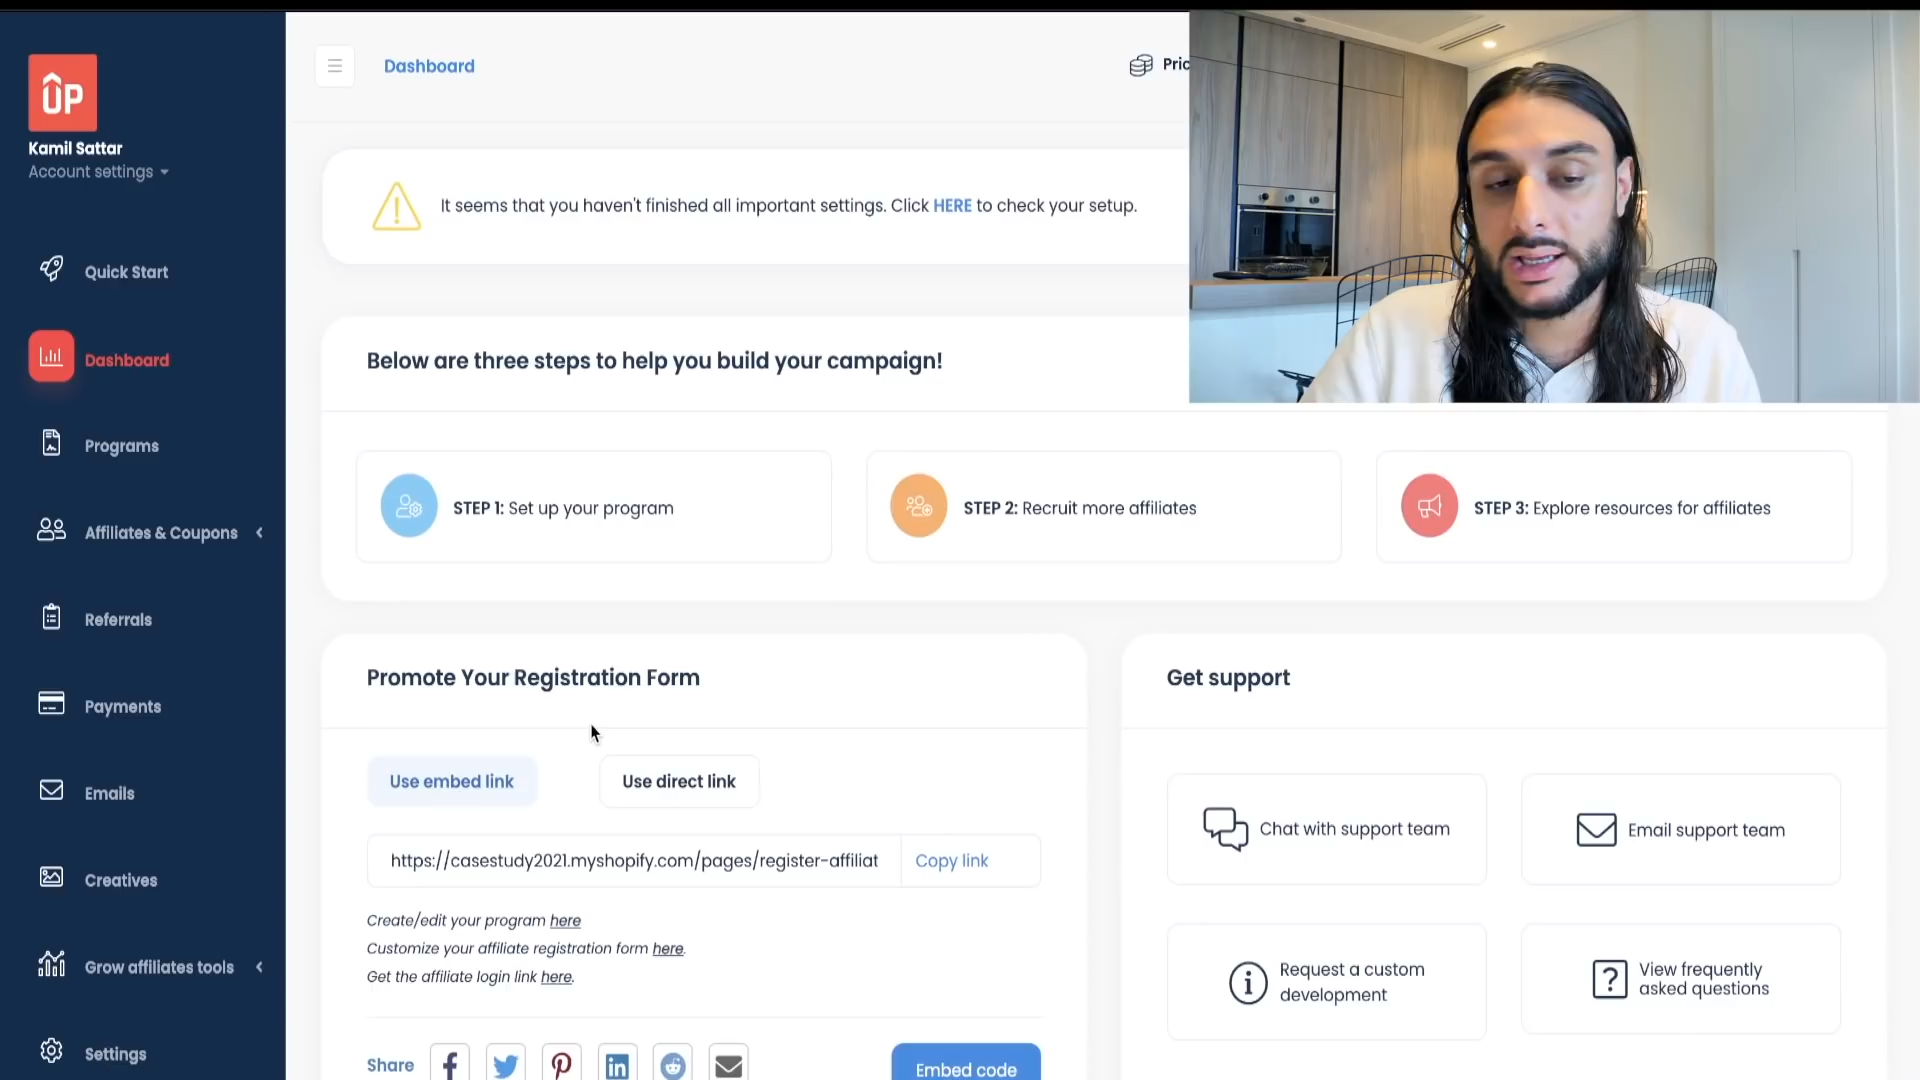 ÛP
Kamil Sattar
Account settings
Quick Start
Dashboard
Programs
Affiliates & Coupons
Referrals
Payments
Emails
Creatives
Grow affiliates tools
Settings
Dashboard
Pric
It seems that you haven't finished all important settings. Click HERE to check your setup.
Below are three steps to help you build your campaign!
STEP 1: Set up your program
STEP 2: Recruit more affiliates
STEP 3: Explore resources for affiliates
Promote Your Registration Form
Use embed link
Use direct link
https://casestudy2021.myshopify.com/pages/register-affiliat
Copy link
Create/edit your program here
Customize your affiliate registration form here.
Get the affiliate login link here.
Share
Embed code
Get support
Chat with support team
Email support team
Request a custom
development
View frequently
asked questions